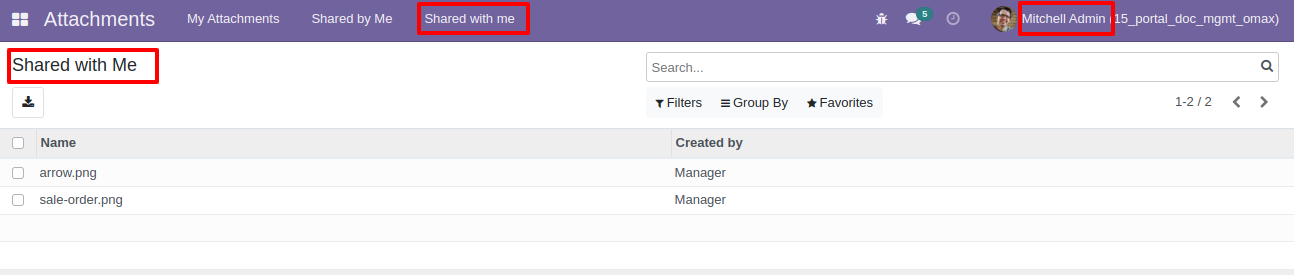 Attachments My Attachments Shared by Me Shared with me 5 Mitchell Admin (15_portal_doc_mgmt_omax)
Shared with Me
Search...
Filters Group By Favorites 1-2 / 2
Name Created by
arrow.png Manager
sale-order.png Manager